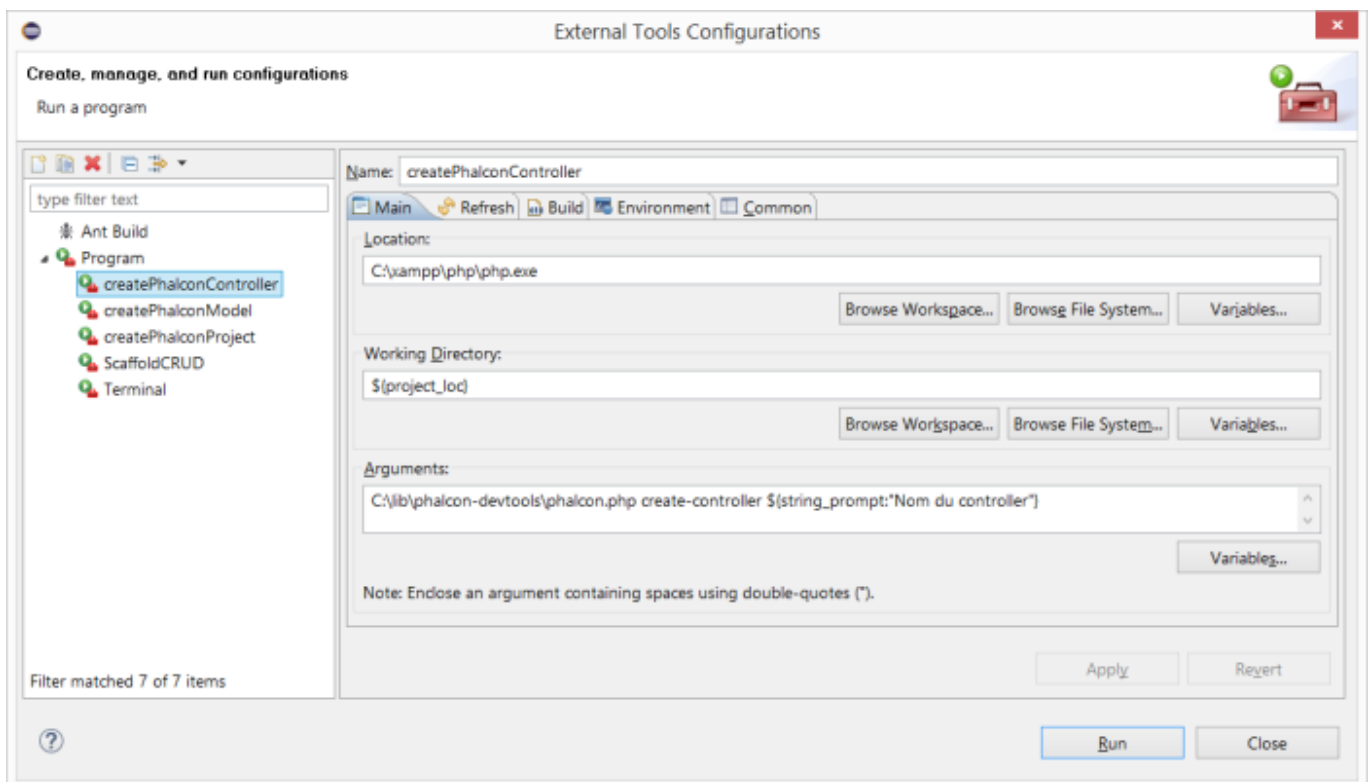 External Tools Configurations
Create, manage, and run configurations
Run a program
type filter text
Ant Build
Program
createPhalconController
createPhalconModel
createPhalconProject
ScaffoldCRUD
Terminal
Filter matched 7 of 7 items
Name: createPhalconController
Main Refresh Build Environment Common
Location:
C:\xampp\php\php.exe
Browse Workspace... Browse File System... Variables...
Working Directory:
${project_loc}
Browse Workspace... Browse File System... Variables...
Arguments:
C:\lib\phalcon-devtools\phalcon.php create-controller ${string_prompt:"Nom du controller"}
Variables...
Note: Enclose an argument containing spaces using double-quotes (").
Apply Revert
Run Close